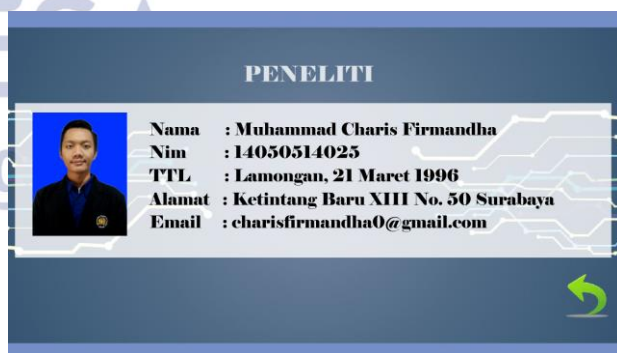 PENELITI
Nama : Muhammad Charis Firmandha
Nim : 14050514025
TTL : Lamongan, 21 Maret 1996
Alamat : Ketintang Baru XIII No. 50 Surabaya
Email : charisfirmandha0@gmail.com